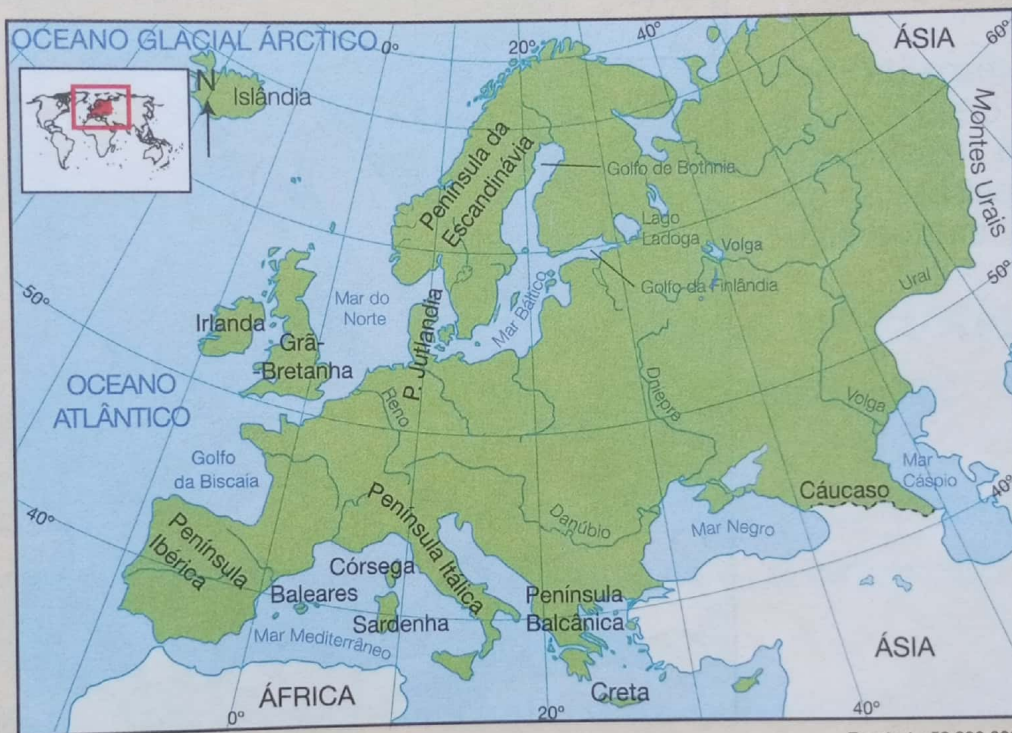 OCEANO GLACIAL ÁRCTICO
0°
20°
40°
ÁSIA
60°
N
Islândia
Montes Urais
Península da
Escandinávia
Golfo de Bothnie
Lago
Ladoga
Volga
Golfo da Finlândia
Ural
50°
50°
Mar do
Norte
Mar Báltico
P. Jutlandia
Irlanda
Grã-
-Bretanha
OCEANO
ATLÂNTICO
Reno
Dniepre
Volga
Golfo
da Biscaía
Mar
Cáspio
40°
Cáucaso
40°
Península
Ibérica
Península Itálica
Danúbio
Mar Negro
Córsega
Baleares
Sardenha
Península
Balcânica
Mar Mediterrâneo
ÁSIA
ÁFRICA
Creta
0°
20°
40°